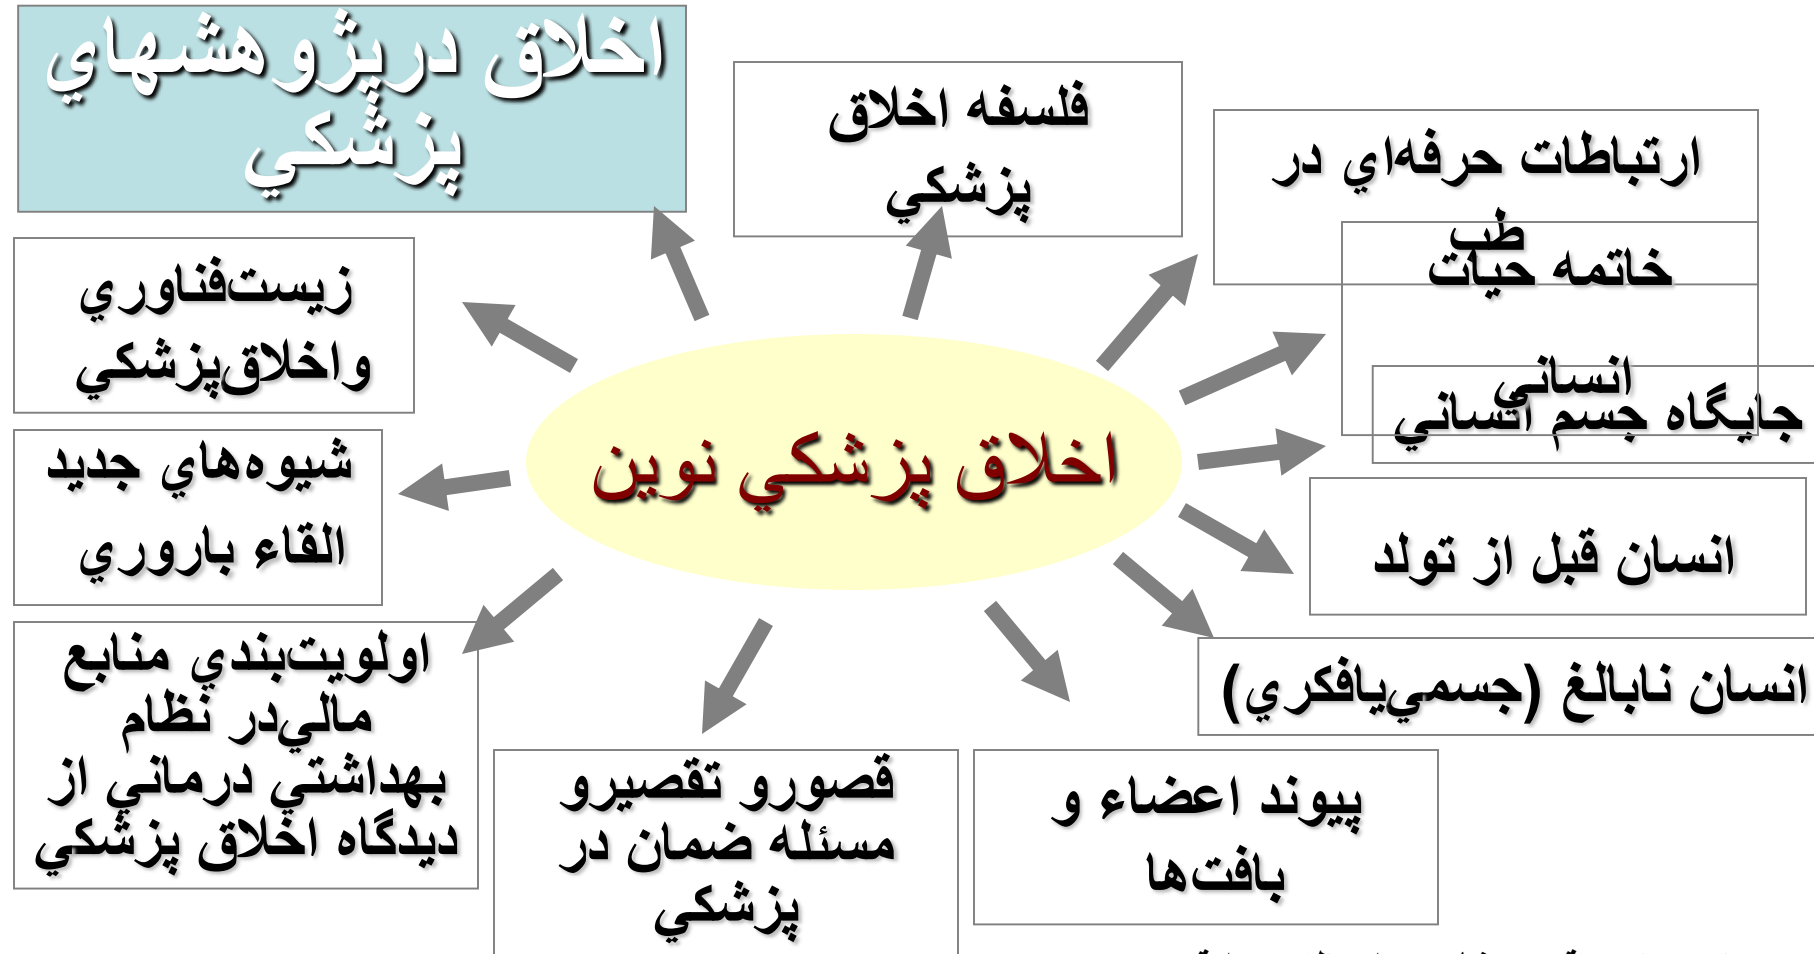 اخلاق درپژوهشهاي
پزشكي
فلسفه اخلاق
پزشكي
ارتباطات حرفه‌اي در
طب
خاتمه حيات
انساني
جايگاه جسم انساني
انسان قبل از تولد
انسان نابالغ (جسمي‌يافكري)
پيوند اعضاء و
بافت‌ها
قصورو تقصيرو
مسئله ضمان در
پزشكي
اولويت‌بندي منابع
مالي‌در نظام
بهداشتي درماني از
ديدگاه اخلاق پزشكي
شيوه‌هاي جديد
القاء باروري
زيست‌فناوري
واخلاق‌پزشكي
اخلاق پزشكي نوين